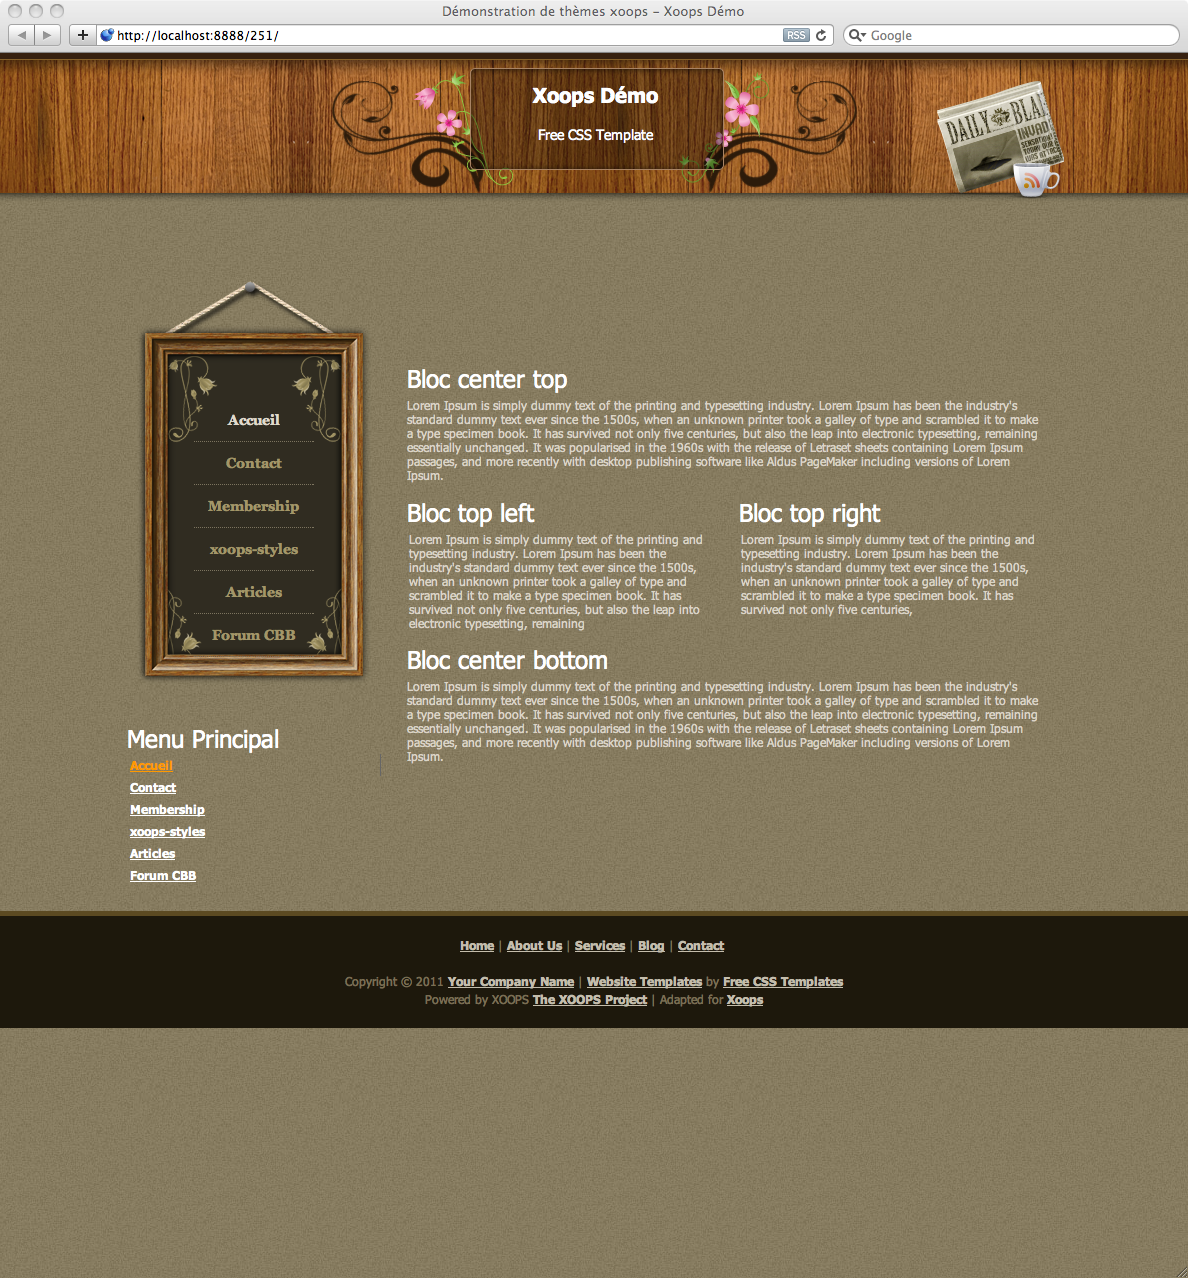 Démonstration de thèmes xoops – Xoops Démo
http://localhost:8888/251/
RSS
Google
Xoops Démo
Free CSS Template
DAILY BLA
INVAD
SENSATION
TODAY OUR
WAS ATTAC
Accueil
Contact
Membership
xoops-styles
Articles
Forum CBB
Bloc center top
Lorem Ipsum is simply dummy text of the printing and typesetting industry. Lorem Ipsum has been the industry's
standard dummy text ever since the 1500s, when an unknown printer took a galley of type and scrambled it to make
a type specimen book. It has survived not only five centuries, but also the leap into electronic typesetting, remaining
essentially unchanged. It was popularised in the 1960s with the release of Letraset sheets containing Lorem Ipsum
passages, and more recently with desktop publishing software like Aldus PageMaker including versions of Lorem
Ipsum.
Bloc top left
Lorem Ipsum is simply dummy text of the printing and
typesetting industry. Lorem Ipsum has been the
industry's standard dummy text ever since the 1500s,
when an unknown printer took a galley of type and
scrambled it to make a type specimen book. It has
survived not only five centuries, but also the leap into
electronic typesetting, remaining
Bloc top right
Lorem Ipsum is simply dummy text of the printing and
typesetting industry. Lorem Ipsum has been the
industry's standard dummy text ever since the 1500s,
when an unknown printer took a galley of type and
scrambled it to make a type specimen book. It has
survived not only five centuries,
Bloc center bottom
Lorem Ipsum is simply dummy text of the printing and typesetting industry. Lorem Ipsum has been the industry's
standard dummy text ever since the 1500s, when an unknown printer took a galley of type and scrambled it to make
a type specimen book. It has survived not only five centuries, but also the leap into electronic typesetting, remaining
essentially unchanged. It was popularised in the 1960s with the release of Letraset sheets containing Lorem Ipsum
passages, and more recently with desktop publishing software like Aldus PageMaker including versions of Lorem
Ipsum.
Menu Principal
Accueil
Contact
Membership
xoops-styles
Articles
Forum CBB
Home | About Us | Services | Blog | Contact
Copyright © 2011 Your Company Name | Website Templates by Free CSS Templates
Powered by XOOPS The XOOPS Project | Adapted for Xoops